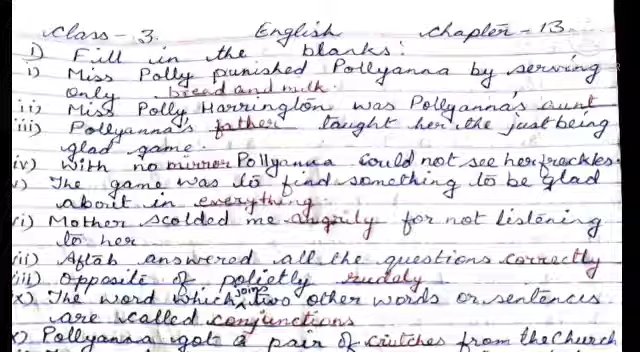 Class - 3. English Chapter - 13.
1) Fill in the blanks:
i) Miss Polly punished Pollyanna by serving
only bread and milk.
ii) Miss Polly Harrington was Pollyanna's aunt
iii) Pollyanna's father taught her the just being
glad game.
iv) With no mirror Pollyanna could not see her freckles.
v) The game was to find something to be glad
about in everything.
vi) Mother scolded me angrily for not listening
to her.
vii) Aftab answered all the questions correctly
viii) opposite of polietly rudely
ix) The word which joins two other words or sentences
are called conjunctions
x) Pollyanna got a pair of crutches from the Church